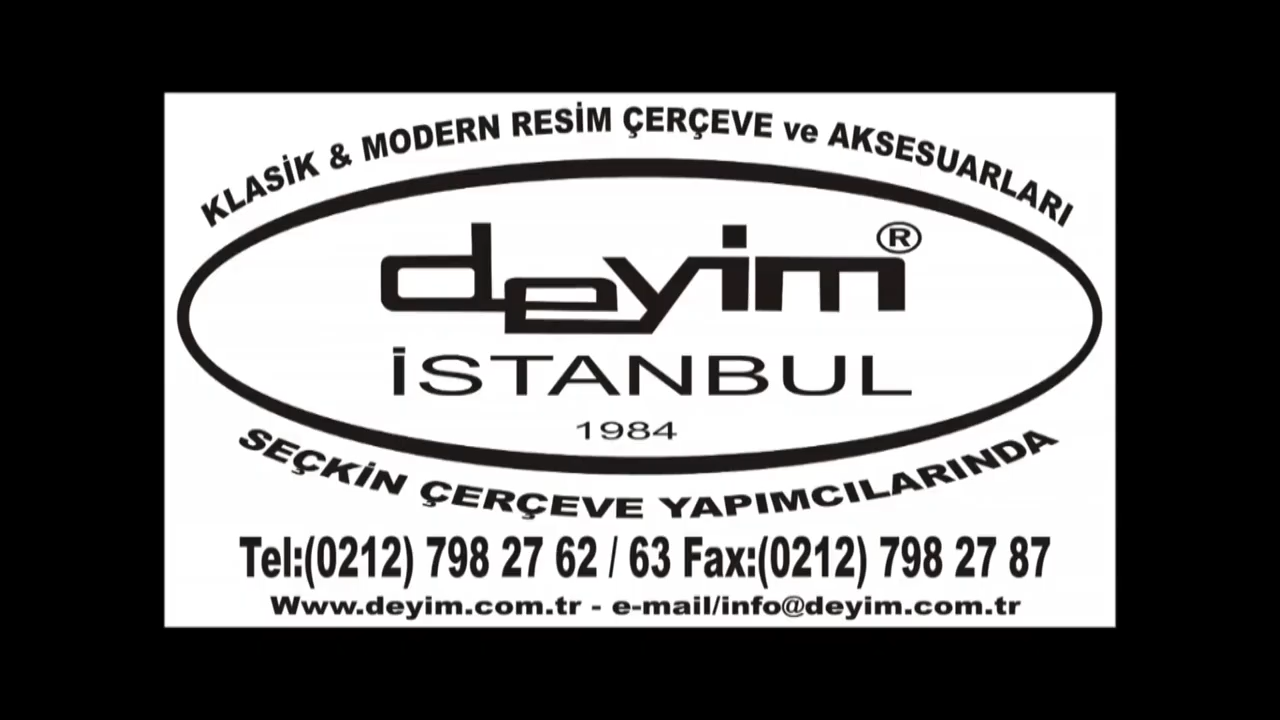 KLASİK & MODERN RESİM ÇERÇEVE ve AKSESUARLARI
deyim ®
İSTANBUL
1984
SEÇKİN ÇERÇEVE YAPIMCILARINDA
Tel:(0212) 798 27 62 / 63 Fax:(0212) 798 27 87
Www.deyim.com.tr - e-mail/info@deyim.com.tr